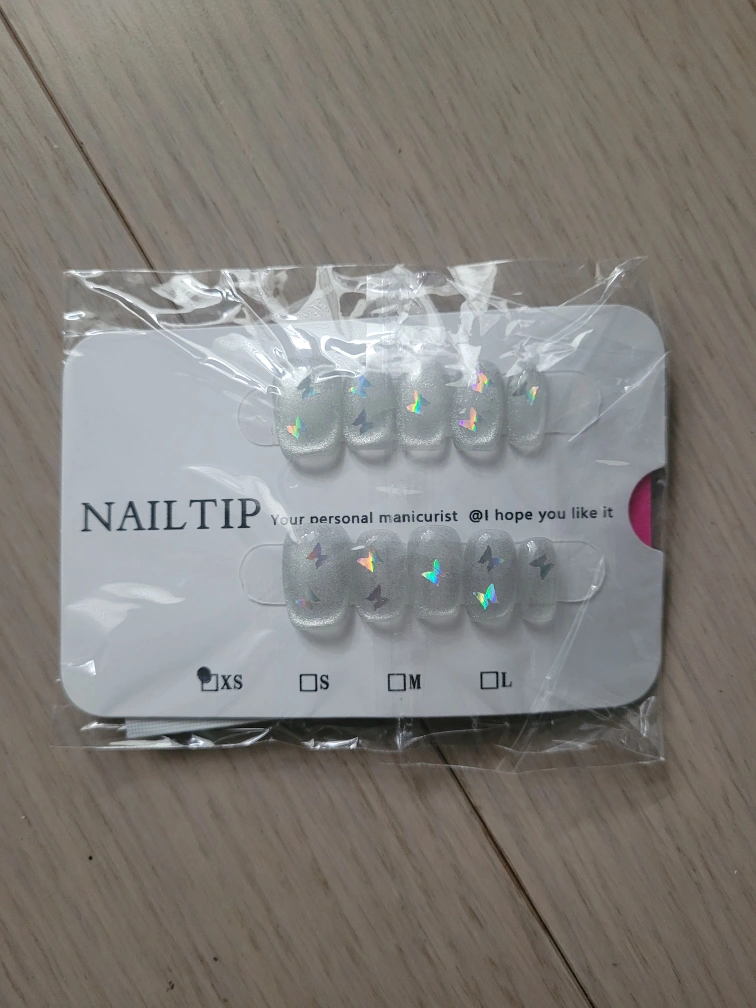 NAILTIP Your personal manicurist @I hope you like it
XS S M L